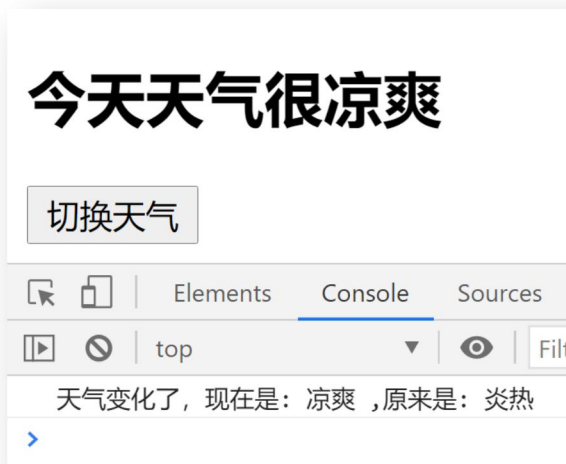 今天天气很凉爽
切换天气
Elements Console Sources
top Filt
天气变化了，现在是：凉爽 ,原来是：炎热